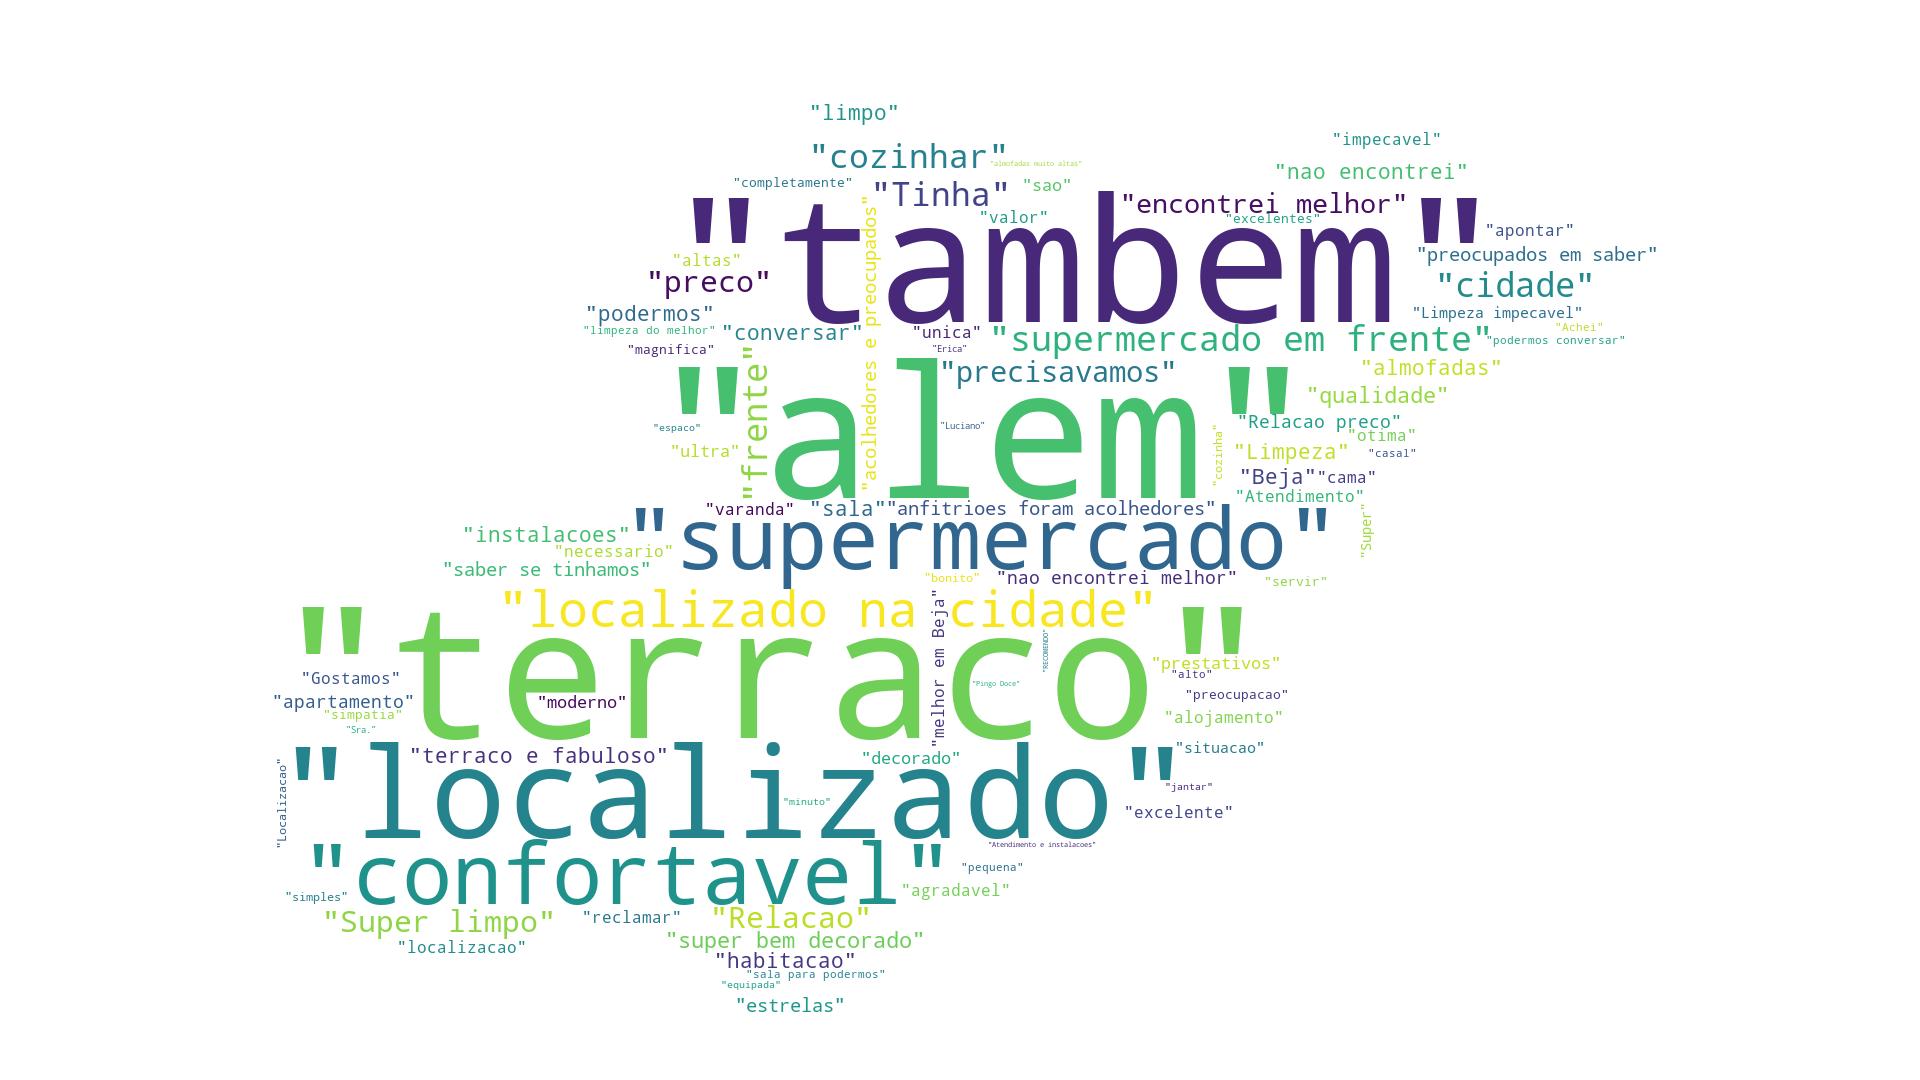 "limpo"
"impecavel"
"cozinhar"
"almofadas muito altas"
"nao encontrei"
"completamente"
"Tinha"
"sao"
"encontrei melhor"
"valor"
"excelentes"
"tambem"
"apontar"
"preocupados em saber"
"altas"
"preco"
"cidade"
"acolhedores e preocupados"
"podermos"
"Limpeza impecavel"
"limpeza do melhor"
"conversar"
"unica"
"supermercado em frente"
"Achei"
"podermos conversar"
"magnifica"
"Erica"
"frente"
"precisavamos"
"almofadas"
"qualidade"
"alem"
"Relacao preco"
"espaco"
"Luciano"
"otima"
"ultra"
"cozinha"
"Limpeza"
"casal"
"Beja"
"cama"
"Atendimento"
"varanda"
"sala"
"anfitrioes foram acolhedores"
"Super"
"instalacoes"
"supermercado"
"necessario"
"saber se tinhamos"
"bonito"
"nao encontrei melhor"
"servir"
"localizado na cidade"
"melhor em Beja"
"RECOMENDO"
"terraco"
"prestativos"
"Gostamos"
"alto"
"Pingo Doce"
"apartamento"
"moderno"
"preocupacao"
"simpatia"
"alojamento"
"Sra."
"terraco e fabuloso"
"decorado"
"situacao"
"Localizacao"
"localizado"
"minuto"
"jantar"
"excelente"
"Atendimento e instalacoes"
"confortavel"
"pequena"
"simples"
"agradavel"
"Super limpo"
"reclamar"
"Relacao"
"localizacao"
"super bem decorado"
"habitacao"
"sala para podermos"
"equipada"
"estrelas"